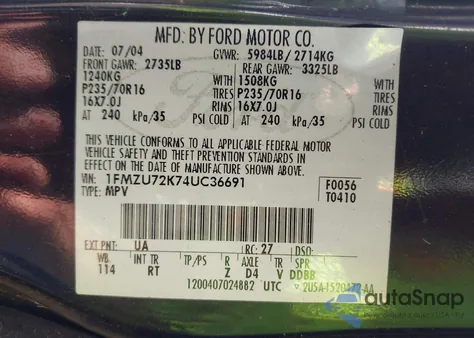 MFD. BY FORD MOTOR CO.
DATE: 07/04 GVWR: 5984LB/2714KG
FRONT GAWR: 2735LB REAR GAWR: 3325LB
1240KG 1508KG
P235/70R16 TIRES P235/70R16 TIRES
16X7.0J RIMS 16X7.0J RIMS
AT 240 kPa/35 PSI COLD AT 240 kPa/35 PSI COLD
THIS VEHICLE CONFORMS TO ALL APPLICABLE FEDERAL MOTOR
VEHICLE SAFETY AND THEFT PREVENTION STANDARDS IN
EFFECT ON THE DATE OF MANUFACTURE SHOWN ABOVE.
VIN: 1FMZU72K74UC36691 F0056
TYPE: MPV T0410
EXT PNT: UA RC: 27 DSO:
WB INT TR TP/PS R AXLE TR SPR
114 RT Z D4 V DDBB
1200407024882 UTC
Ford
autoSnap